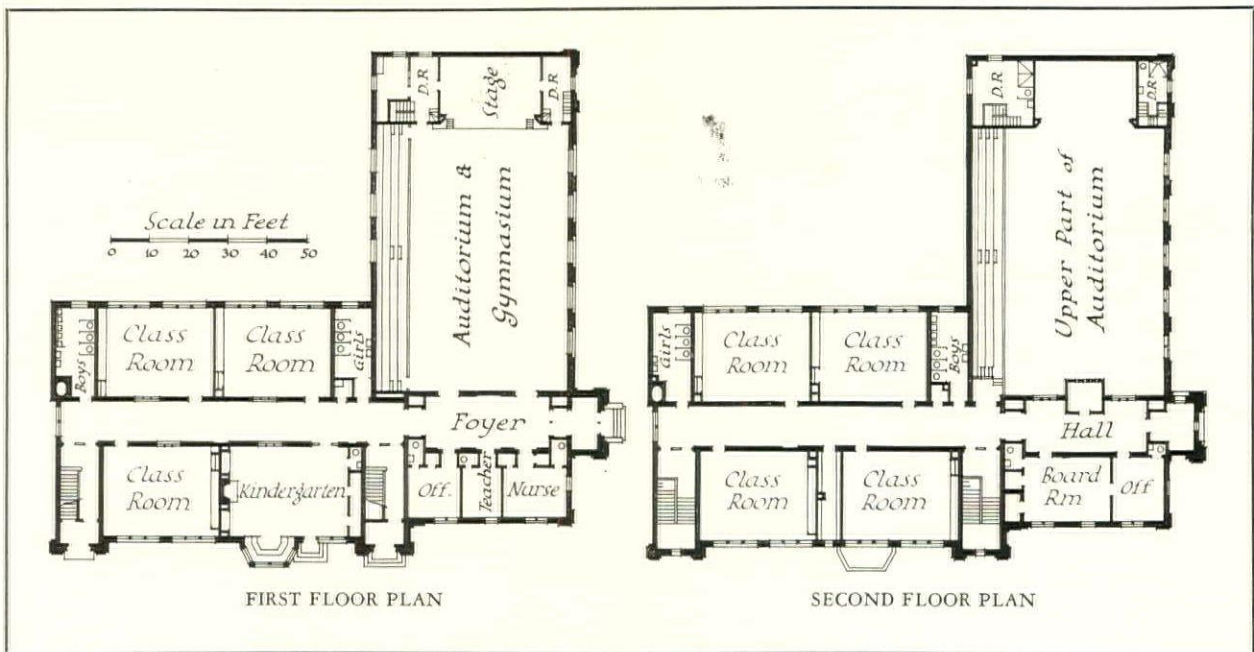 D.R
Stage
D.R
Auditorium &
Gymnasium
Scale in Feet
0 10 20 30 40 50
Boys
Class
Room
Class
Room
Girls
Foyer
Class
Room
Kindergarten
Off.
Teacher
Nurse
FIRST FLOOR PLAN
D.R
D.R
Upper Part of
Auditorium
Girls
Class
Room
Class
Room
Boys
Hall
Class
Room
Class
Room
Board
Rm
Off
SECOND FLOOR PLAN